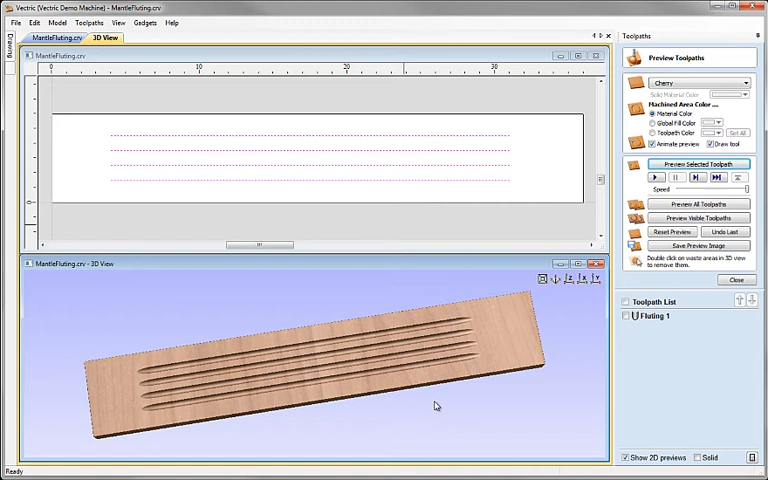 Vectric (Vectric Demo Machine) - MantleFluting.crv
File Edit Model Toolpaths View Gadgets Help
Drawing
MantleFluting.crv 3D View
MantleFluting.crv
0 10 20 30
0
MantleFluting.crv - 3D View
Z X Y
Ready
Toolpaths
Preview Toolpaths
Cherry
Solid Material Color
Machined Area Color ...
Material Color
Global Fill Color
Toolpath Color Set All
Animate preview Draw tool
Preview Selected Toolpath
Speed
Preview All Toolpaths
Preview Visible Toolpaths
Reset Preview Undo Last
Save Preview Image
Double click on waste areas in 3D view
to remove them.
Close
Toolpath List
Fluting 1
Show 2D previews Solid